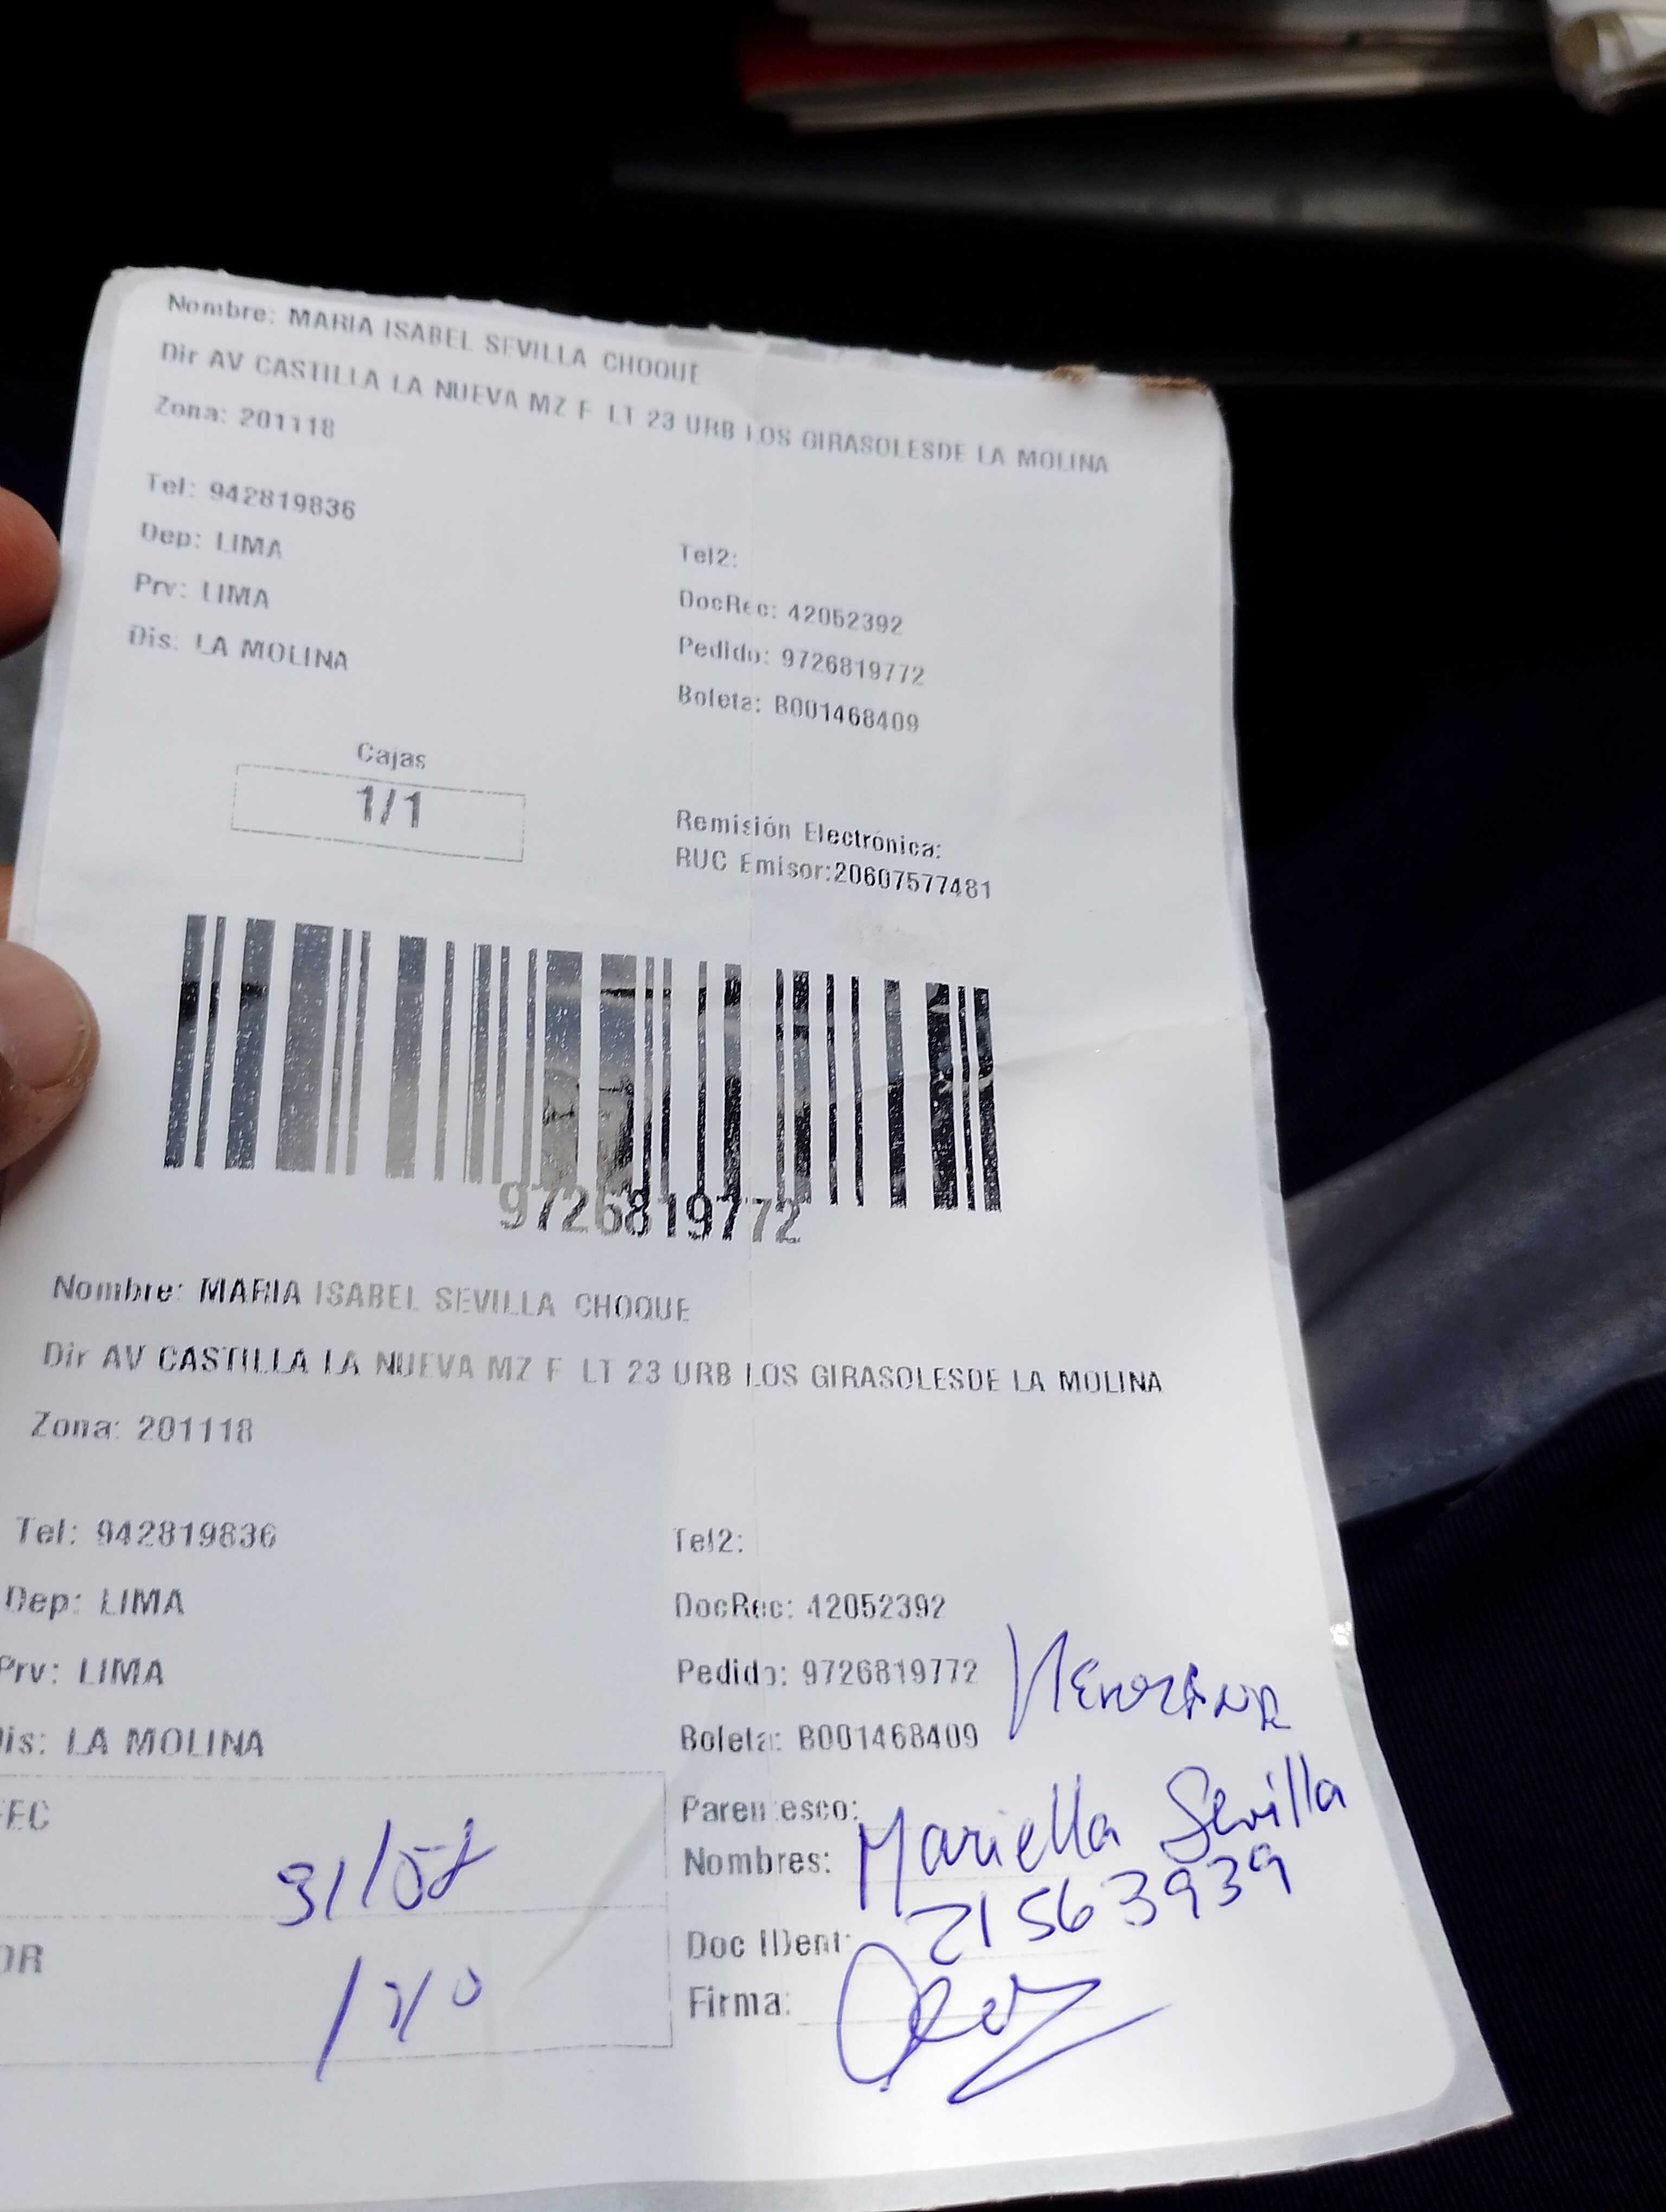 Nombre: MARIA ISABEL SEVILLA CHOQUE
Dir AV CASTILLA LA NUEVA MZ F LT 23 URB LOS GIRASOLESDE LA MOLINA
Zona: 201118
Tel: 942819836
Tel2:
Dep: LIMA
DocRec: 42052392
Prv: LIMA
Pedido: 9726819772
Dis: LA MOLINA
Boleta: B001468409
Cajas
1/1
Remisión Electrónica:
RUC Emisor:20607577481
9726819772
Nombre: MARIA ISABEL SEVILLA CHOQUE
Dir AV CASTILLA LA NUEVA MZ F LT 23 URB LOS GIRASOLESDE LA MOLINA
Zona: 201118
Tel: 942819836
Tel2:
Dep: LIMA
DocRec: 42052392
Prv: LIMA
Pedido: 9726819772
Dis: LA MOLINA
Boleta: B001468409
FEC
31/07
Parentesco:
Nombres: Mariella Sevilla
OR
Doc IDent: 21563939
Firma: